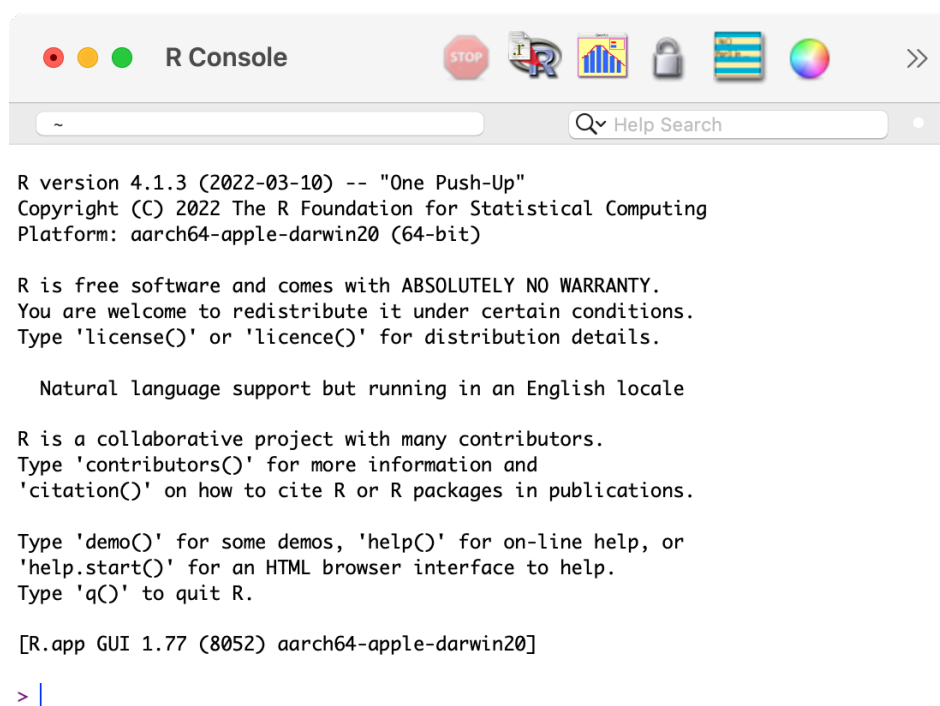 R Console
STOP
~
Help Search
R version 4.1.3 (2022-03-10) -- "One Push-Up"
Copyright (C) 2022 The R Foundation for Statistical Computing
Platform: aarch64-apple-darwin20 (64-bit)
R is free software and comes with ABSOLUTELY NO WARRANTY.
You are welcome to redistribute it under certain conditions.
Type 'license()' or 'licence()' for distribution details.
Natural language support but running in an English locale
R is a collaborative project with many contributors.
Type 'contributors()' for more information and
'citation()' on how to cite R or R packages in publications.
Type 'demo()' for some demos, 'help()' for on-line help, or
'help.start()' for an HTML browser interface to help.
Type 'q()' to quit R.
[R.app GUI 1.77 (8052) aarch64-apple-darwin20]
>